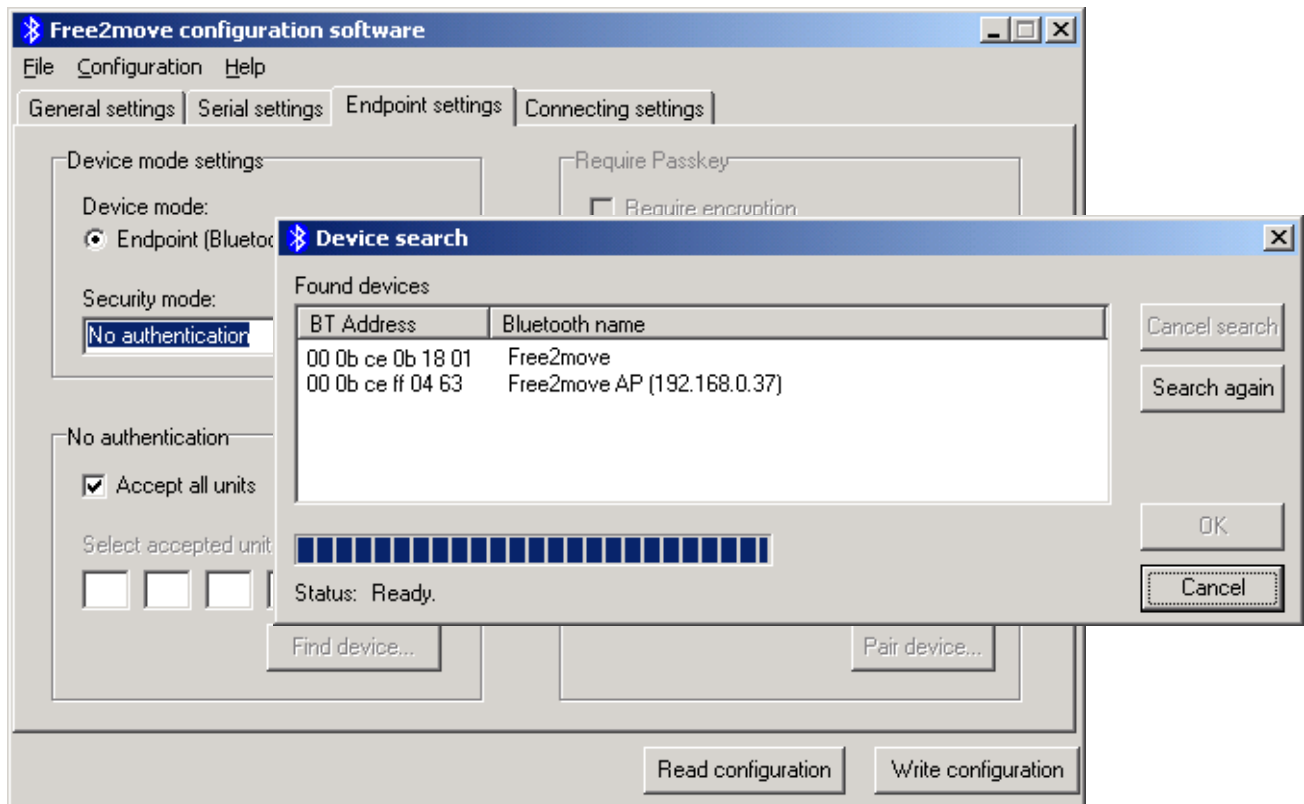 Free2move configuration software
File Configuration Help
General settings Serial settings Endpoint settings Connecting settings
Device mode settings
Device mode:
Endpoint (Bluetoo
Security mode:
No authentication
Require Passkey
Require encryption
No authentication
Accept all units
Select accepted unit
Find device...
Pair device...
Read configuration Write configuration
Device search
Found devices
BT Address Bluetooth name
00 0b ce 0b 18 01 Free2move
00 0b ce ff 04 63 Free2move AP (192.168.0.37)
Cancel search
Search again
OK
Cancel
Status: Ready.